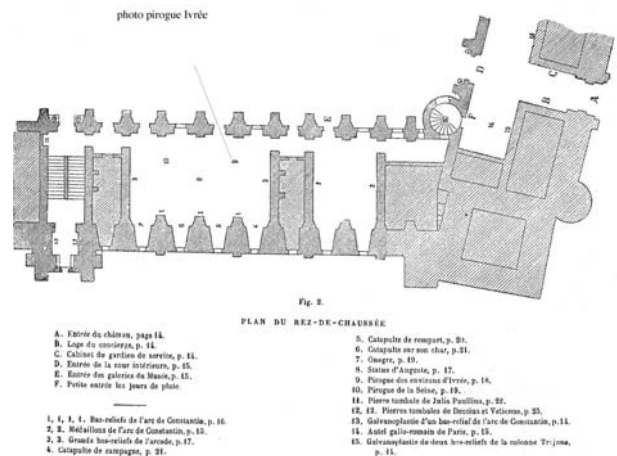 photo pirogue Ivrée
D
C
B
A
E
F
Fig. 2.
PLAN DU REZ-DE-CHAUSSÉE
A. Entrée du château, page 14.
B. Loge du concierge, p. 14.
C. Cabinet du gardien de service, p. 14.
D. Entrée de la cour intérieure, p. 15.
E. Entrée des galeries du Musée, p. 15.
F. Petite entrée les jours de pluie.
1, 1, 1, 1. Bas-reliefs de l'arc de Constantin, p. 16.
2, 2. Médaillons de l'arc de Constantin, p. 15.
3, 3. Grands bas-reliefs de l'arcade, p. 17.
4. Catapulte de campagne, p. 21.
5. Catapulte de rempart, p. 20.
6. Catapulte sur son char, p. 21.
7. Onagre, p. 19.
8. Statue d'Auguste, p. 17.
9. Pirogue des environs d'Ivrée, p. 18.
10. Pirogue de la Seine, p. 19.
11. Pierre tombale de Julia Paullina, p. 22.
12, 12. Pierres tombales de Deccius et Vetienus, p. 23.
13. Galvanoplastie d'un bas-relief de l'arc de Constantin, p. 14.
14. Autel gallo-romain de Paris, p. 15.
15. Galvanoplastie de deux bas-reliefs de la colonne Trajane,
p. 14.